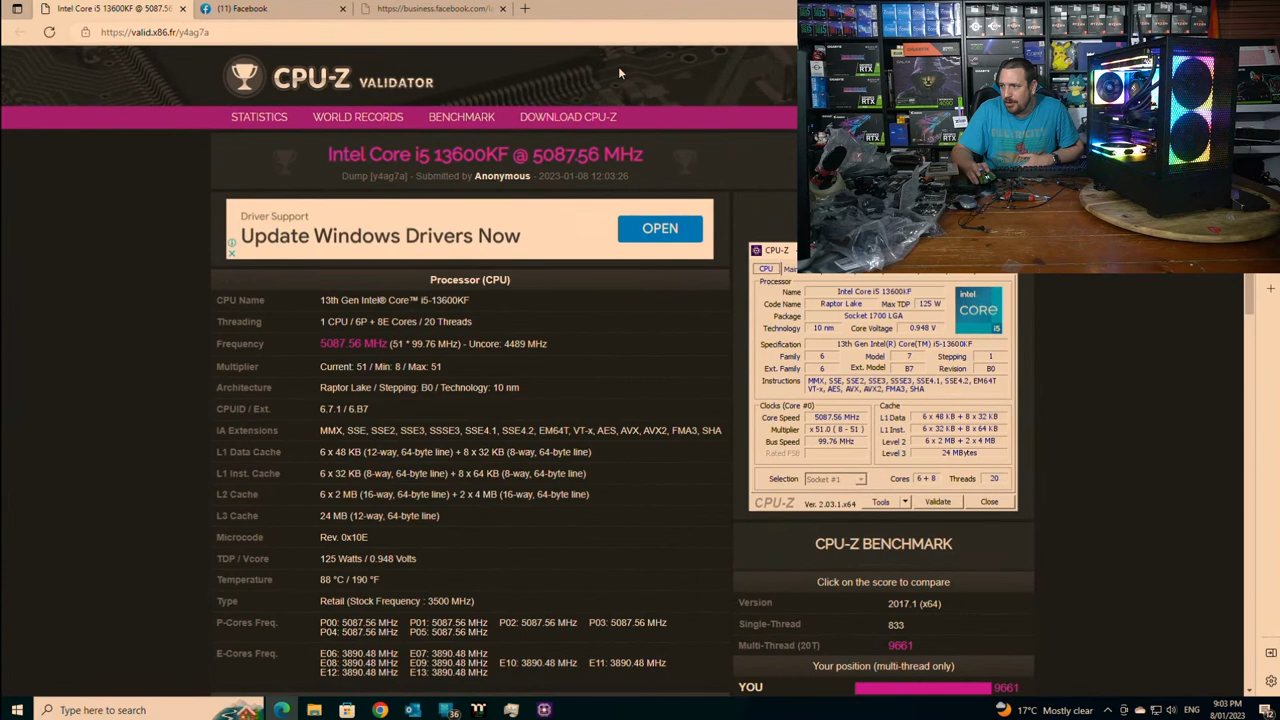 Intel Core i5 13600KF @ 5087.56
(11) Facebook
https://business.facebook.com/
https://valid.x86.fr/y4ag7a
CPU-Z VALIDATOR
STATISTICS WORLD RECORDS BENCHMARK DOWNLOAD CPU-Z
Intel Core i5 13600KF @ 5087.56 MHz
Dump [y4ag7a] - Submitted by Anonymous - 2023-01-08 12:03:26
Driver Support
Update Windows Drivers Now
OPEN
Processor (CPU)
CPU Name 13th Gen Intel® Core™ i5-13600KF
Threading 1 CPU / 6P + 8E Cores / 20 Threads
Frequency 5087.56 MHz (51 * 99.76 MHz) - Uncore: 4489 MHz
Multiplier Current: 51 / Min: 8 / Max: 51
Architecture Raptor Lake / Stepping: B0 / Technology: 10 nm
CPUID / Ext. 6.7.1 / 6.B7
IA Extensions MMX, SSE, SSE2, SSE3, SSSE3, SSE4.1, SSE4.2, EM64T, VT-x, AES, AVX, AVX2, FMA3, SHA
L1 Data Cache 6 x 48 KB (12-way, 64-byte line) + 8 x 32 KB (8-way, 64-byte line)
L1 Inst. Cache 6 x 32 KB (8-way, 64-byte line) + 8 x 64 KB (8-way, 64-byte line)
L2 Cache 6 x 2 MB (16-way, 64-byte line) + 2 x 4 MB (16-way, 64-byte line)
L3 Cache 24 MB (12-way, 64-byte line)
Microcode Rev. 0x10E
TDP / Vcore 125 Watts / 0.948 Volts
Temperature 88 °C / 190 °F
Type Retail (Stock Frequency : 3500 MHz)
P-Cores Freq. P00: 5087.56 MHz P01: 5087.56 MHz P02: 5087.56 MHz P03: 5087.56 MHz
P04: 5087.56 MHz P05: 5087.56 MHz
E-Cores Freq. E06: 3890.48 MHz E07: 3890.48 MHz
E08: 3890.48 MHz E09: 3890.48 MHz E10: 3890.48 MHz E11: 3890.48 MHz
E12: 3890.48 MHz E13: 3890.48 MHz
CPU-Z
CPU
Processor
Name Intel Core i5 13600KF
Code Name Raptor Lake Max TDP 125 W
Package Socket 1700 LGA
Technology 10 nm Core Voltage 0.948 V
intel
CORE
i5
Specification 13th Gen Intel(R) Core(TM) i5-13600KF
Family 6 Model 7 Stepping 1
Ext. Family 6 Ext. Model B7 Revision B0
Instructions MMX, SSE, SSE2, SSE3, SSSE3, SSE4.1, SSE4.2, EM64T
VT-x, AES, AVX, AVX2, FMA3, SHA
Clocks (Core #0) Cache
Core Speed 5087.56 MHz L1 Data 6 x 48 KB + 8 x 32 KB
Multiplier x 51.0 ( 8 - 51 ) L1 Inst. 6 x 32 KB + 8 x 64 KB
Bus Speed 99.76 MHz Level 2 6 x 2 MB + 2 x 4 MB
Rated FSB Level 3 24 MBytes
Selection Socket #1 Cores 6 + 8 Threads 20
CPU-Z Ver. 2.03.1.x64 Tools Validate Close
CPU-Z BENCHMARK
Click on the score to compare
Version 2017.1 (x64)
Single-Thread 833
Multi-Thread (20T) 9661
Your position (multi-thread only)
YOU 9661
Type here to search
36
17°C Mostly clear
ENG
9:03 PM
8/01/2023
12